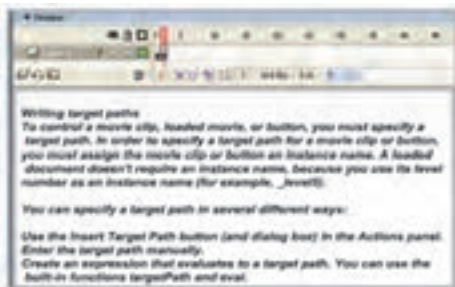 Writing target paths
To control a movie clip, loaded movie, or button, you must specify a
target path. In order to specify a target path for a movie clip or button,
you must assign the movie clip or button an instance name. A loaded
document doesn't require an instance name, because you use its level
number as an instance name (for example, _level5).
You can specify a target path in several different ways:
Use the Insert Target Path button (and dialog box) in the Actions panel.
Enter the target path manually.
Create an expression that evaluates to a target path. You can use the
built-in functions targetPath and eval.